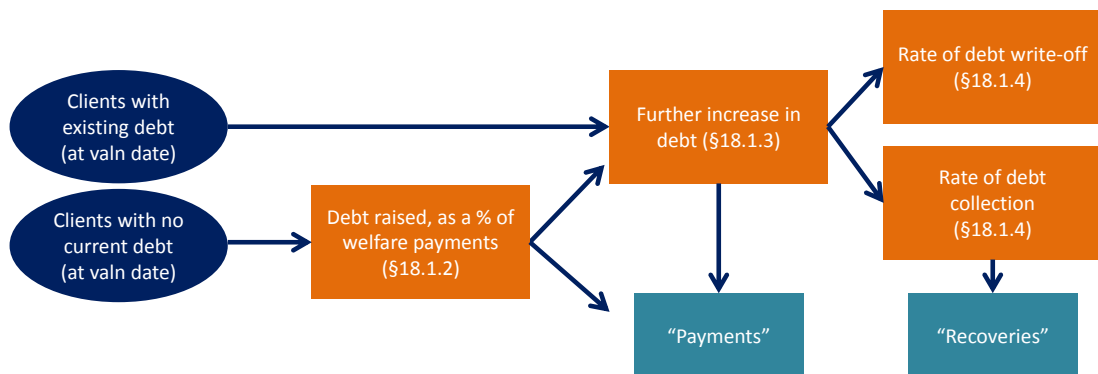 Clients with
existing debt
(at valn date)
Clients with no
current debt
(at valn date)
Debt raised, as a % of
welfare payments
(§18.1.2)
Further increase in
debt (§18.1.3)
Rate of debt write-off
(§18.1.4)
Rate of debt
collection
(§18.1.4)
“Payments”
“Recoveries”